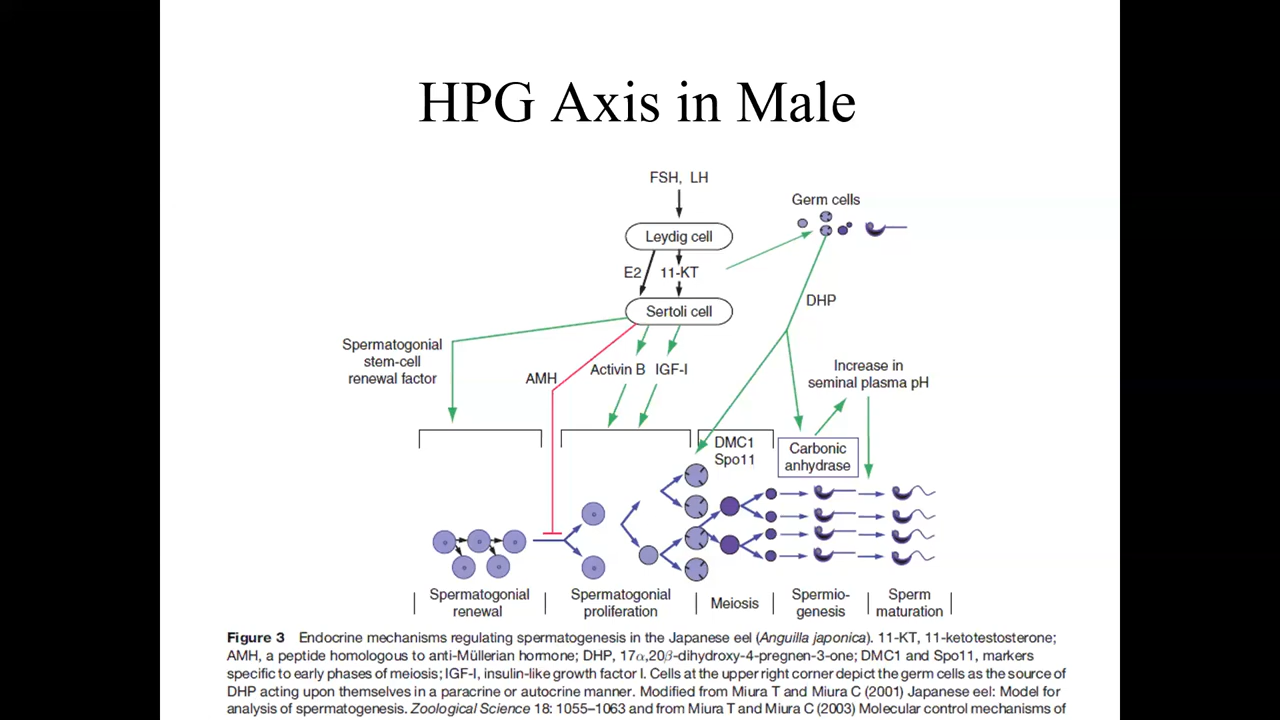 HPG Axis in Male
FSH, LH
Germ cells
Leydig cell
E2
11-KT
DHP
Sertoli cell
Spermatogonial
stem-cell
renewal factor
AMH
Activin B
IGF-I
Increase in
seminal plasma pH
DMC1
Spo11
Carbonic
anhydrase
Spermatogonial
renewal
Spermatogonial
proliferation
Meiosis
Spermio-
genesis
Sperm
maturation
Figure 3 Endocrine mechanisms regulating spermatogenesis in the Japanese eel (Anguilla japonica). 11-KT, 11-ketotestosterone;
AMH, a peptide homologous to anti-Müllerian hormone; DHP, 17α,20β-dihydroxy-4-pregnen-3-one; DMC1 and Spo11, markers
specific to early phases of meiosis; IGF-I, insulin-like growth factor I. Cells at the upper right corner depict the germ cells as the source of
DHP acting upon themselves in a paracrine or autocrine manner. Modified from Miura T and Miura C (2001) Japanese eel: Model for
analysis of spermatogenesis. Zoological Science 18: 1055–1063 and from Miura T and Miura C (2003) Molecular control mechanisms of